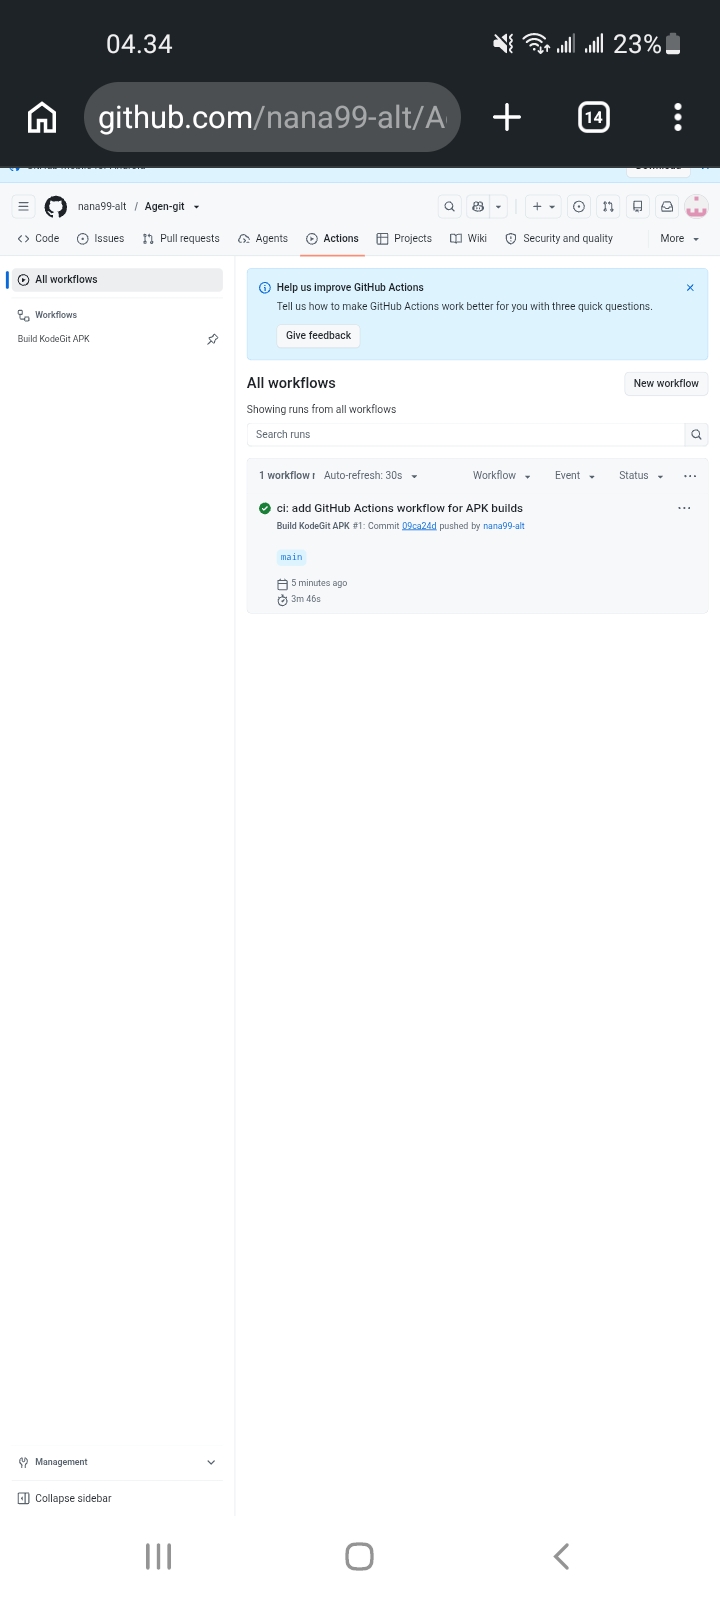 04.34
23%
github.com/nana99-alt/A
14
nana99-alt / Agen-git
Code
Issues
Pull requests
Agents
Actions
Projects
Wiki
Security and quality
More
All workflows
Workflows
Build KodeGit APK
Help us improve GitHub Actions
Tell us how to make GitHub Actions work better for you with three quick questions.
Give feedback
All workflows
New workflow
Showing runs from all workflows
Search runs
1 workflow
Auto-refresh: 30s
Workflow
Event
Status
ci: add GitHub Actions workflow for APK builds
Build KodeGit APK #1: Commit 09ca24d pushed by nana99-alt
main
5 minutes ago
3m 46s
Management
Collapse sidebar